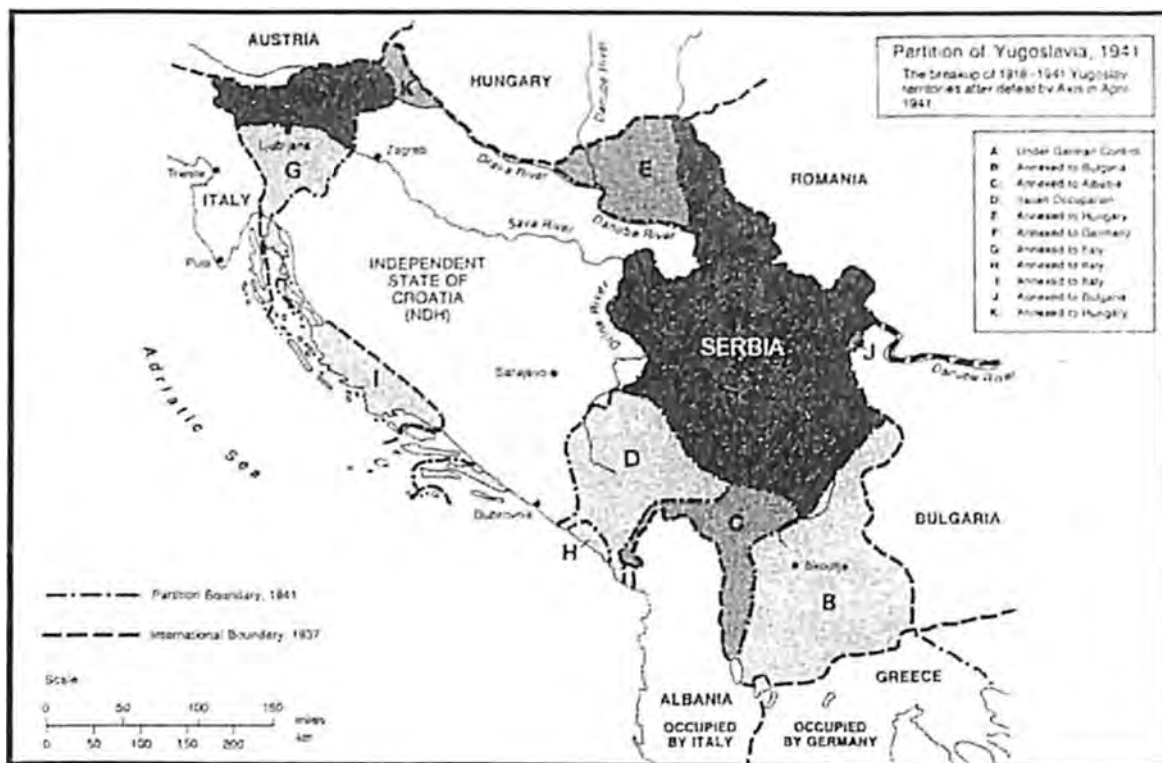 AUSTRIA
HUNGARY
Danube River
Partition of Yugoslavia, 1941
The breakup of 1918-1941 Yugoslav
territories after defeat by Axis in April
1941
K
Ljubljana
G
Zagreb
Drava River
E
ROMANIA
Trieste
ITALY
Sava River
Danube River
Pula
INDEPENDENT
STATE OF
CROATIA
(NDH)
Drina River
SERBIA
J
Danube River
A Under German Control
B Annexed to Bulgaria
C Annexed to Albania
D Italian Occupation
E Annexed to Hungary
F Annexed to Germany
G Annexed to Italy
H Annexed to Italy
I Annexed to Italy
J Annexed to Bulgaria
K Annexed to Hungary
Adriatic Sea
I
Sarajevo
D
Dubrovnik
C
H
Skoplje
B
BULGARIA
Partition Boundary, 1941
International Boundary, 1937
Scale
0 50 100 150 miles
0 50 100 150 200 km
ALBANIA
OCCUPIED
BY ITALY
GREECE
OCCUPIED
BY GERMANY